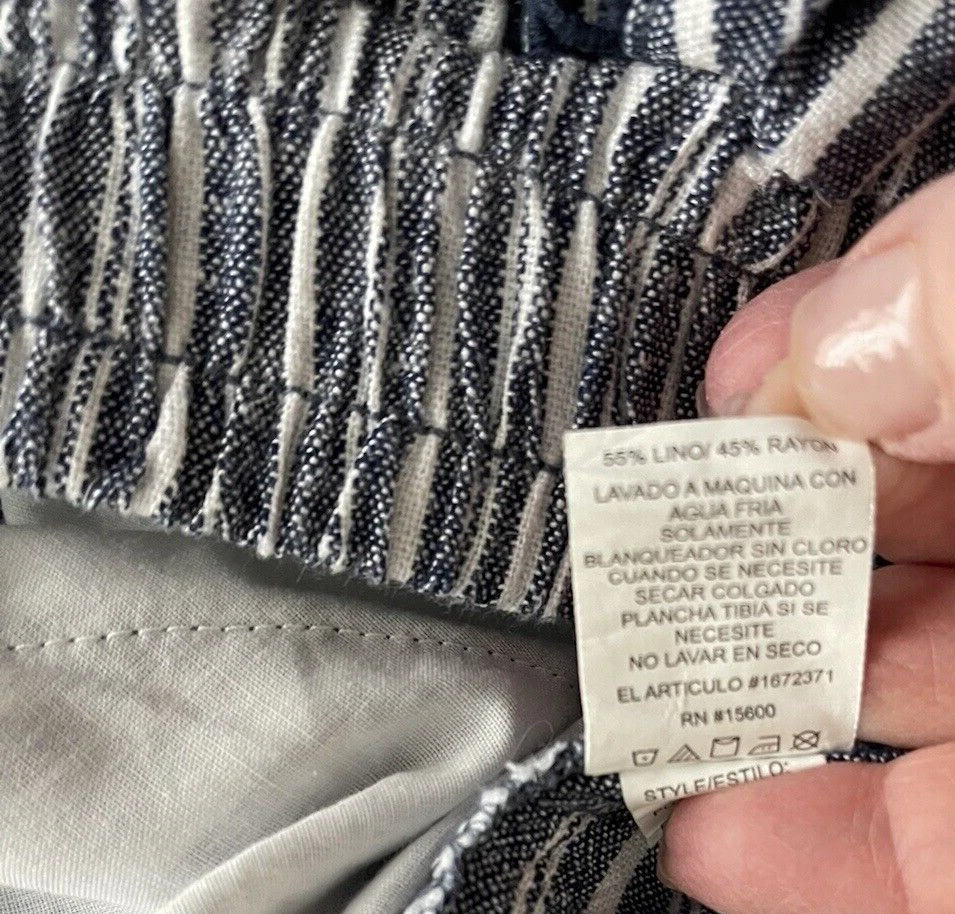 55% LINO/ 45% RAYON
LAVADO A MAQUINA CON
AGUA FRIA
SOLAMENTE
BLANQUEADOR SIN CLORO
CUANDO SE NECESITE
SECAR COLGADO
PLANCHA TIBIA SI SE
NECESITE
NO LAVAR EN SECO
EL ARTICULO #1672371
RN #15600
STYLE/ESTILO: